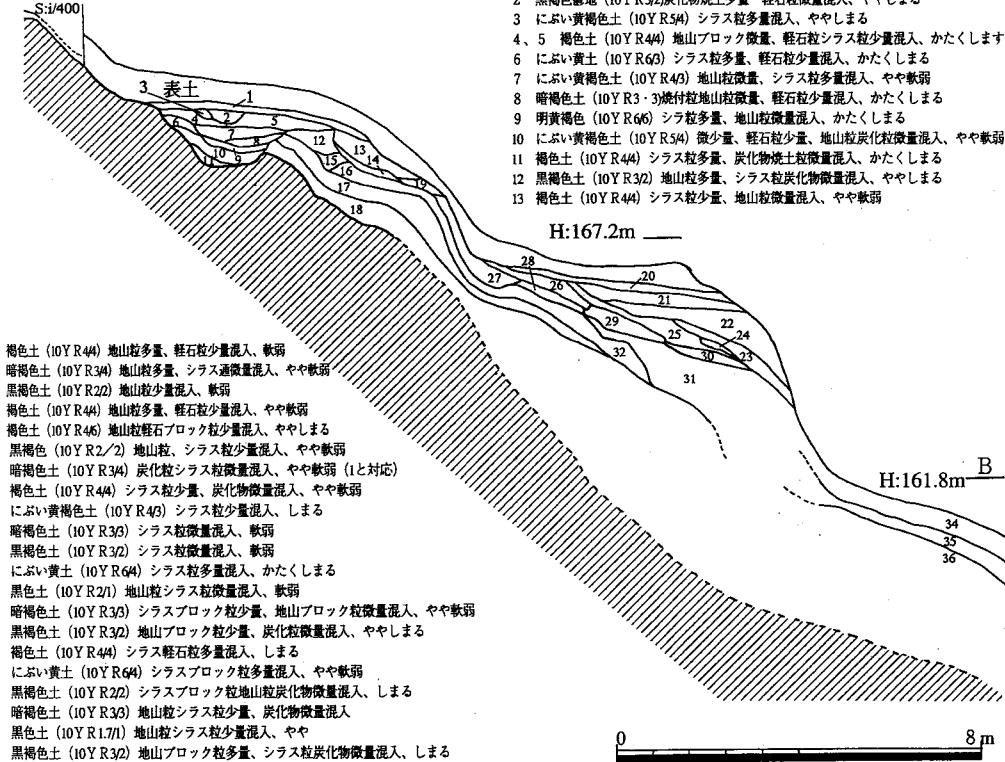 S:i/400
2 黒褐色 (10YR3/2)炭化物焼土少量 軽石粒微量混入、ややしまる
3 にぶい黄褐色土 (10YR5/4) シラス粒多量混入、ややしまる
4、5 褐色土 (10YR4/4) 地山ブロック微量、軽石粒シラス粒少量混入、かたくします
6 にぶい黄土 (10YR6/3) シラス粒多量、軽石粒少量混入、かたくしまる
7 にぶい黄褐色土 (10YR4/3) 地山粒微量、シラス粒多量混入、やや軟弱
8 暗褐色土 (10YR3・3)焼付粒地山粒微量、軽石粒少量混入、かたくしまる
9 明黄褐色 (10YR6/6) シラ粒多量、地山粒微量混入、かたくしまる
10 にぶい黄褐色土 (10YR5/4) 微少量、軽石粒少量、地山粒炭化粒微量混入、やや軟弱
11 褐色土 (10YR4/4) シラス粒多量、炭化物焼土粒微量混入、かたくしまる
12 黒褐色土 (10YR3/2) 地山粒多量、シラス粒炭化物微量混入、ややしまる
13 褐色土 (10YR4/4) シラス粒少量、地山粒微量混入、やや軟弱
3 表土 1
6 4 2 5
7 8 12 13
11 10 9 15 14
16 19
17
18
H:167.2m
28 20
27 26 21
22
29 25 24
32 30 23
31
褐色土 (10YR4/4) 地山粒多量、軽石粒少量混入、軟弱
暗褐色土 (10YR3/4) 地山粒多量、シラス通微量混入、やや軟弱
黒褐色土 (10YR2/2) 地山粒少量混入、軟弱
褐色土 (10YR4/4) 地山粒多量、軽石粒少量混入、やや軟弱
褐色土 (10YR4/6) 地山粒軽石ブロック粒少量混入、ややしまる
黒褐色 (10YR2/2) 地山粒、シラス粒少量混入、やや軟弱
暗褐色土 (10YR3/4) 炭化粒シラス粒微量混入、やや軟弱 (1と対応)
褐色土 (10YR4/4) シラス粒少量、炭化物微量混入、やや軟弱
にぶい黄褐色土 (10YR4/3) シラス粒少量混入、しまる
暗褐色土 (10YR3/3) シラス粒微量混入、軟弱
黒褐色土 (10YR3/2) シラス粒微量混入、軟弱
にぶい黄土 (10YR6/4) シラス粒多量混入、かたくしまる
黒色土 (10YR2/1) 地山粒シラス粒微量混入、軟弱
暗褐色土 (10YR3/3) シラスブロック粒少量、地山ブロック粒微量混入、やや軟弱
黒褐色土 (10YR3/2) 地山ブロック粒少量、炭化粒微量混入、ややしまる
褐色土 (10YR4/4) シラス軽石粒多量混入、しまる
にぶい黄土 (10YR6/4) シラスブロック粒多量混入、やや軟弱
黒褐色土 (10YR2/2) シラスブロック粒地山粒炭化物微量混入、しまる
暗褐色土 (10YR3/3) 地山粒シラス粒少量、炭化物微量混入
黒色土 (10YR1.7/1) 地山粒シラス粒少量混入、やや
黒褐色土 (10YR3/2) 地山ブロック粒多量、シラス粒炭化物微量混入、しまる
H:161.8m B
34
35
36
0 8m